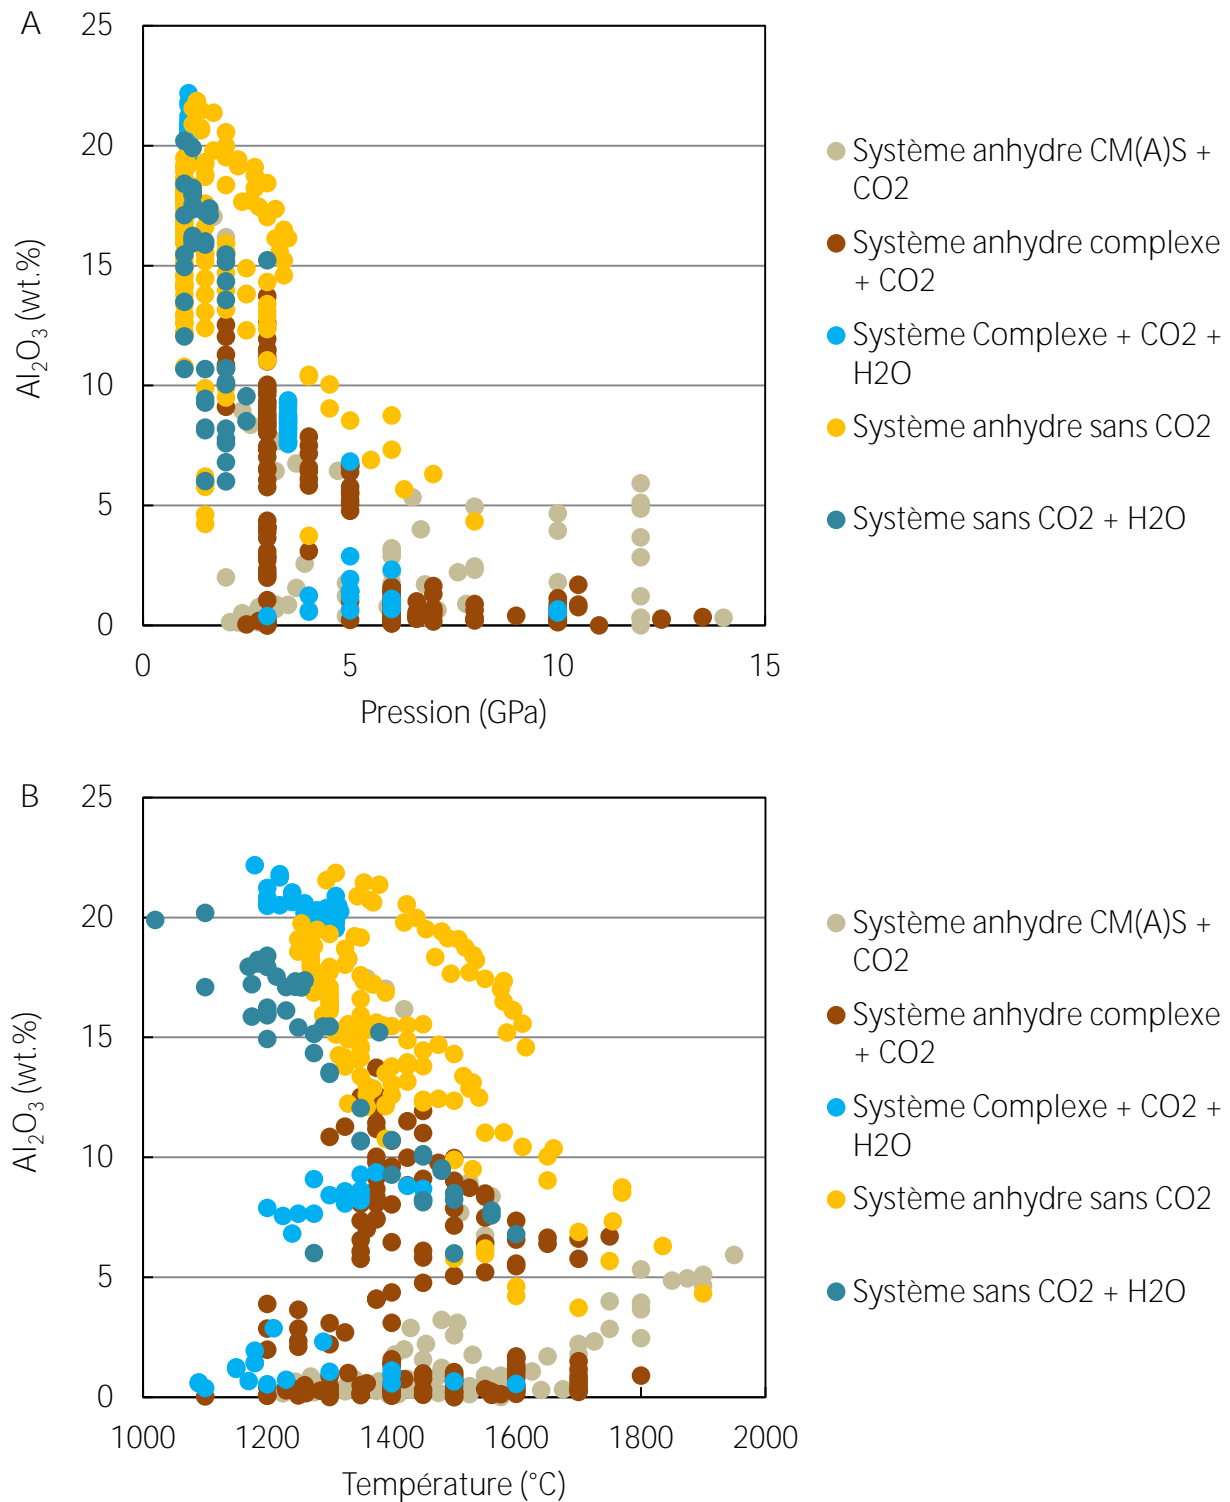 A
25
20
15
10
5
0
Al₂O₃ (wt.%)
0 5 10 15
Pression (GPa)
Système anhydre CM(A)S +
CO2
Système anhydre complexe
+ CO2
Système Complexe + CO2 +
H2O
Système anhydre sans CO2
Système sans CO2 + H2O
B
25
20
15
10
5
0
Al₂O₃ (wt.%)
1000 1200 1400 1600 1800 2000
Température (°C)
Système anhydre CM(A)S +
CO2
Système anhydre complexe
+ CO2
Système Complexe + CO2 +
H2O
Système anhydre sans CO2
Système sans CO2 + H2O